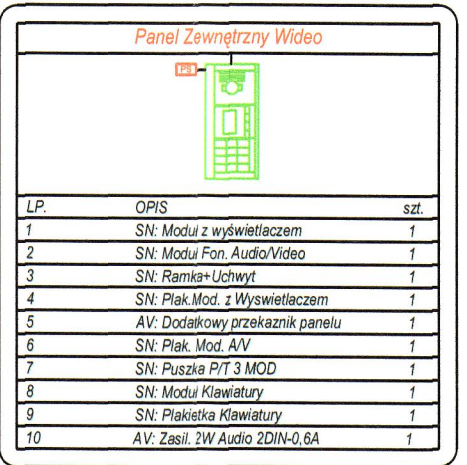 Panel Zewnętrzny Wideo
PS
LP. OPIS szt.
1 SN: Moduł z wyświetlaczem 1
2 SN: Moduł Fon. Audio/Video 1
3 SN: Ramka+Uchwyt 1
4 SN: Plak.Mod. z Wyswietlaczem 1
5 AV: Dodatkowy przekaznik panelu 1
6 SN: Plak. Mod. A/V 1
7 SN: Puszka P/T 3 MOD 1
8 SN: Moduł Klawiatury 1
9 SN: Plakietka Klawiatury 1
10 AV: Zasil. 2W Audio 2DIN-0,6A 1